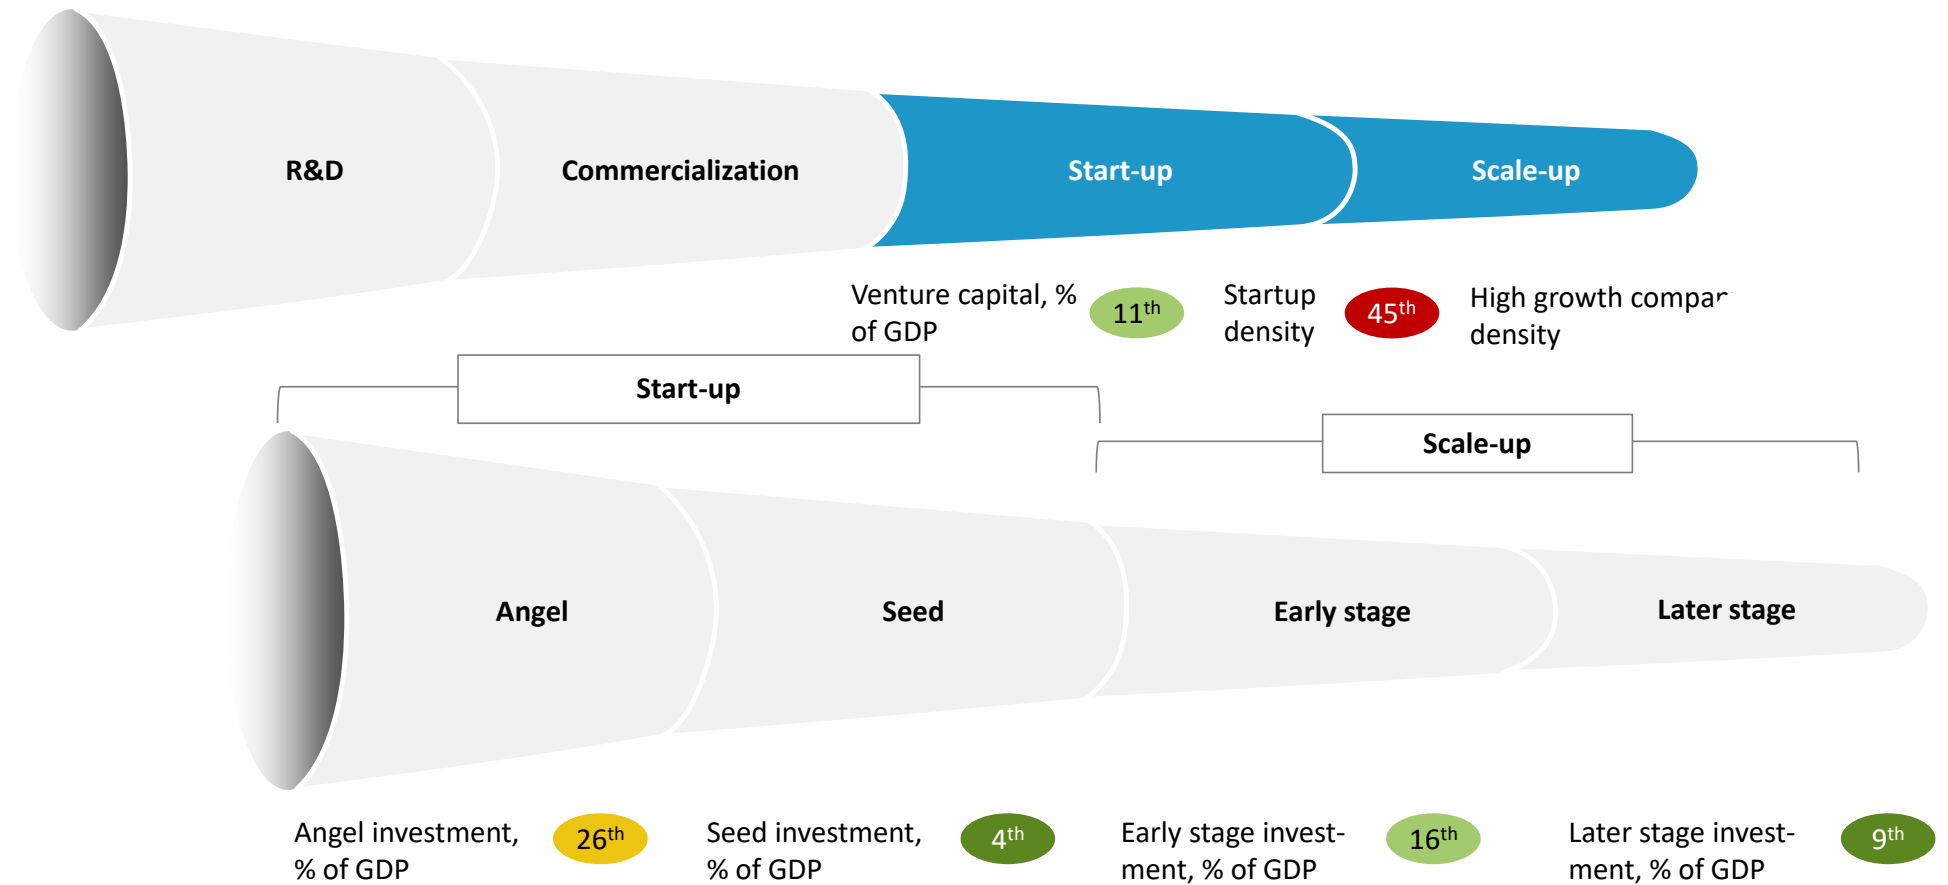 R&D
Commercialization
Start-up
Scale-up
Venture capital, %
of GDP
11th
Startup
density
45th
High growth
density
Start-up
Scale-up
Angel
Seed
Early stage
Later stage
Angel investment,
% of GDP
26th
Seed investment,
% of GDP
4th
Early stage invest-
ment, % of GDP
16th
Later stage invest-
ment, % of GDP
9th